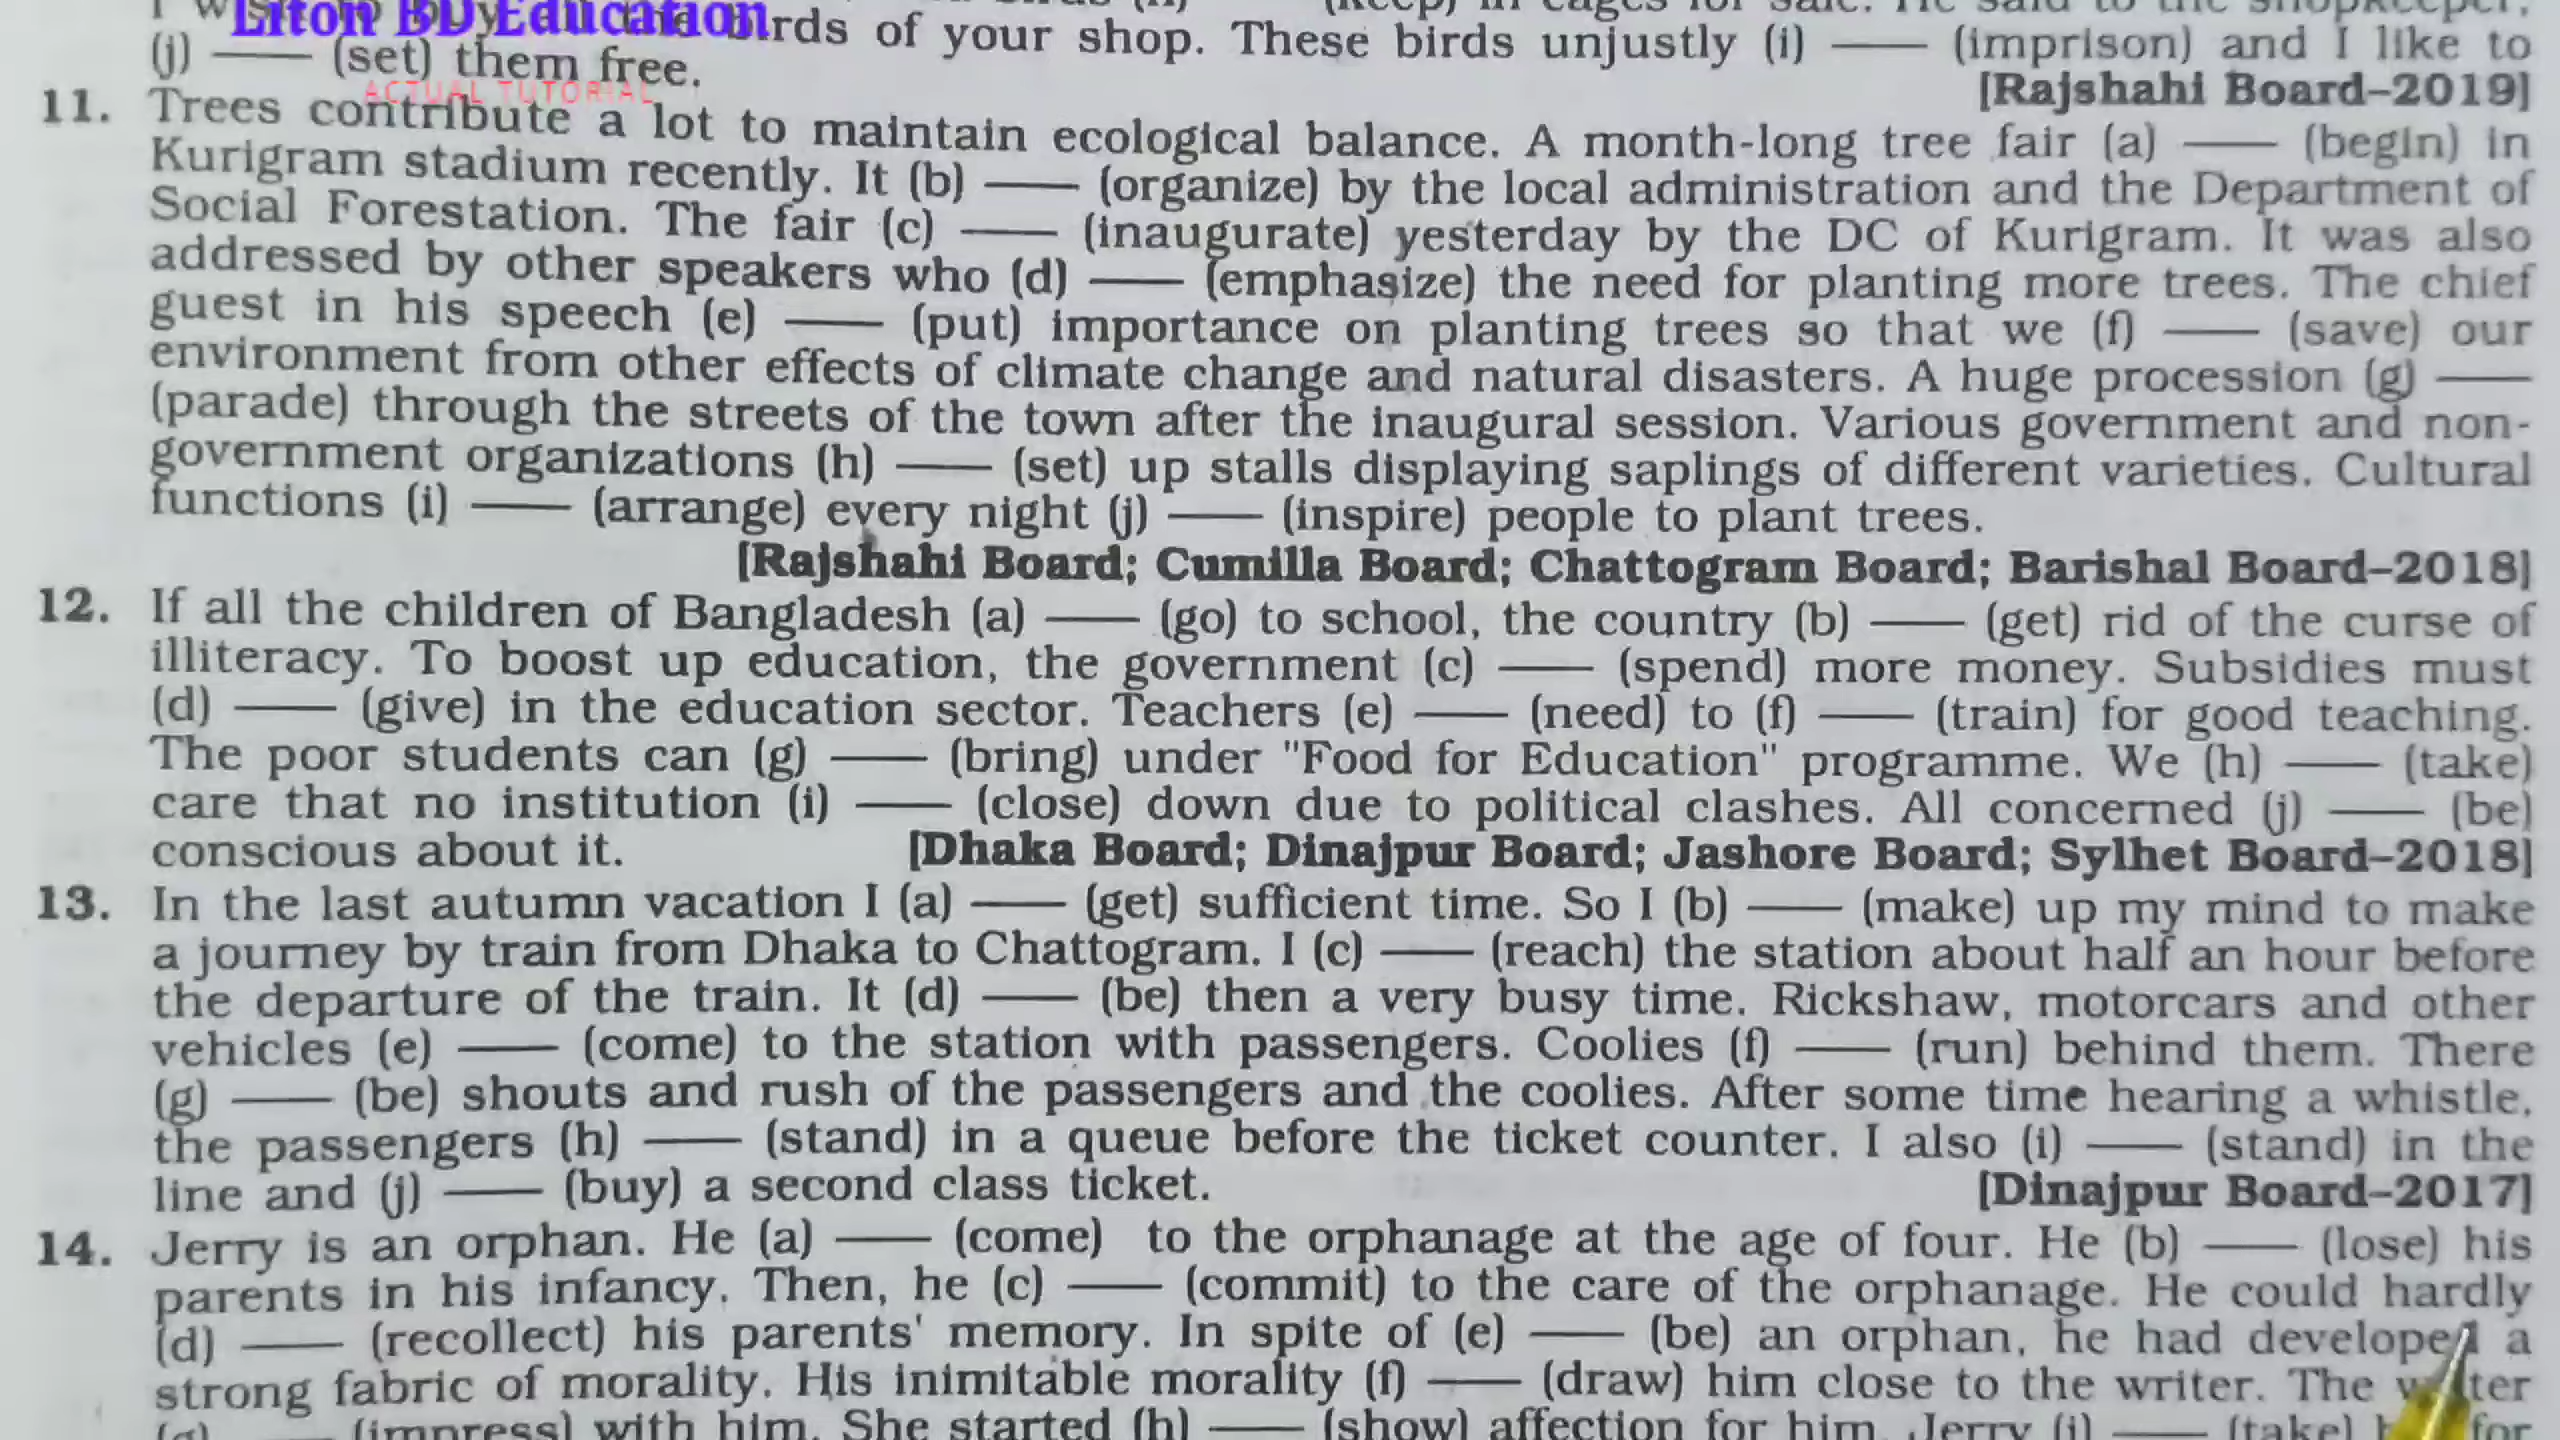 Liton BD Education
(keep) in cages for sale. He said to the shopkeeper,
birds of your shop. These birds unjustly (i) —— (imprison) and I like to
(j) —— (set) them free.
[Rajshahi Board–2019]
ACTUAL TUTORIAL
11. Trees contribute a lot to maintain ecological balance. A month-long tree fair (a) —— (begin) in
Kurigram stadium recently. It (b) —— (organize) by the local administration and the Department of
Social Forestation. The fair (c) —— (inaugurate) yesterday by the DC of Kurigram. It was also
addressed by other speakers who (d) —— (emphasize) the need for planting more trees. The chief
guest in his speech (e) —— (put) importance on planting trees so that we (f) —— (save) our
environment from other effects of climate change and natural disasters. A huge procession (g) ——
(parade) through the streets of the town after the inaugural session. Various government and non-
government organizations (h) —— (set) up stalls displaying saplings of different varieties. Cultural
functions (i) —— (arrange) every night (j) —— (inspire) people to plant trees.
[Rajshahi Board; Cumilla Board; Chattogram Board; Barishal Board–2018]
12. If all the children of Bangladesh (a) —— (go) to school, the country (b) —— (get) rid of the curse of
illiteracy. To boost up education, the government (c) —— (spend) more money. Subsidies must
(d) —— (give) in the education sector. Teachers (e) —— (need) to (f) —— (train) for good teaching.
The poor students can (g) —— (bring) under "Food for Education" programme. We (h) —— (take)
care that no institution (i) —— (close) down due to political clashes. All concerned (j) —— (be)
conscious about it. [Dhaka Board; Dinajpur Board; Jashore Board; Sylhet Board–2018]
13. In the last autumn vacation I (a) —— (get) sufficient time. So I (b) —— (make) up my mind to make
a journey by train from Dhaka to Chattogram. I (c) —— (reach) the station about half an hour before
the departure of the train. It (d) —— (be) then a very busy time. Rickshaw, motorcars and other
vehicles (e) —— (come) to the station with passengers. Coolies (f) —— (run) behind them. There
(g) —— (be) shouts and rush of the passengers and the coolies. After some time hearing a whistle,
the passengers (h) —— (stand) in a queue before the ticket counter. I also (i) —— (stand) in the
line and (j) —— (buy) a second class ticket. [Dinajpur Board–2017]
14. Jerry is an orphan. He (a) —— (come) to the orphanage at the age of four. He (b) —— (lose) his
parents in his infancy. Then, he (c) —— (commit) to the care of the orphanage. He could hardly
(d) —— (recollect) his parents' memory. In spite of (e) —— (be) an orphan, he had developed a
strong fabric of morality. His inimitable morality (f) —— (draw) him close to the writer. The writer
(g) —— (impress) with him. She started (h) —— (show) affection for him. Jerry (i) —— (take) for